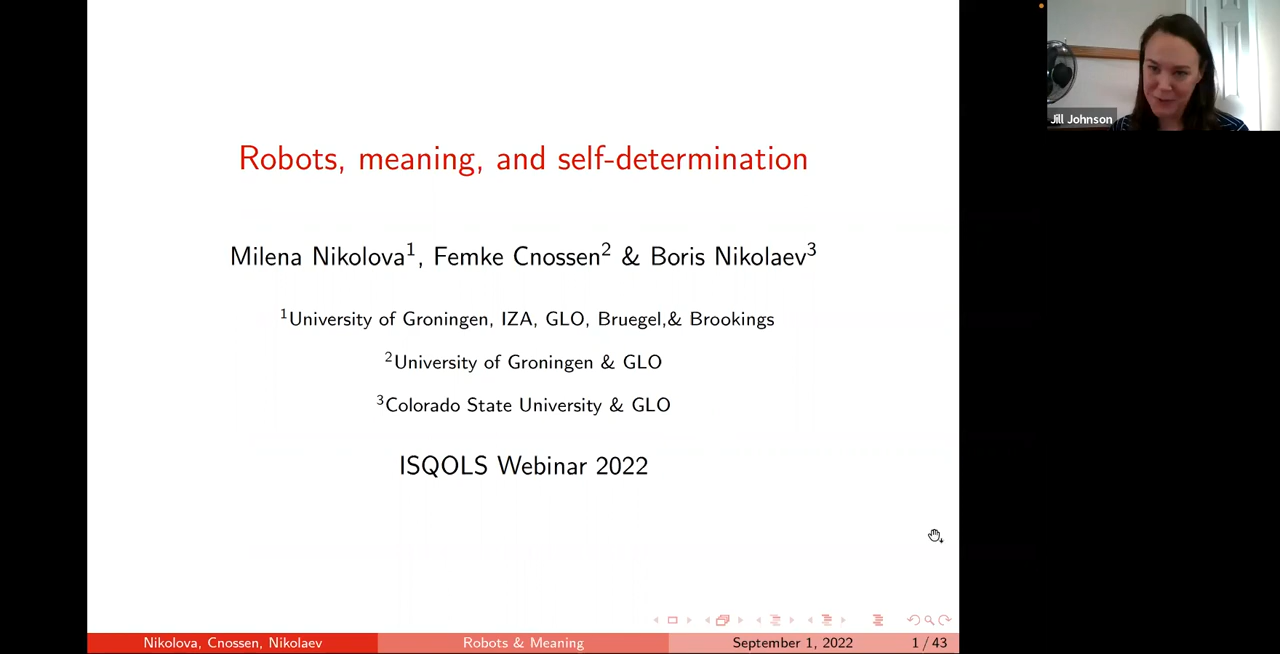 Robots, meaning, and self-determination
Milena Nikolova¹, Femke Cnossen² & Boris Nikolaev³
¹University of Groningen, IZA, GLO, Bruegel,& Brookings
²University of Groningen & GLO
³Colorado State University & GLO
ISQOLS Webinar 2022
Nikolova, Cnossen, Nikolaev
Robots & Meaning
September 1, 2022
1 / 43
Jill Johnson